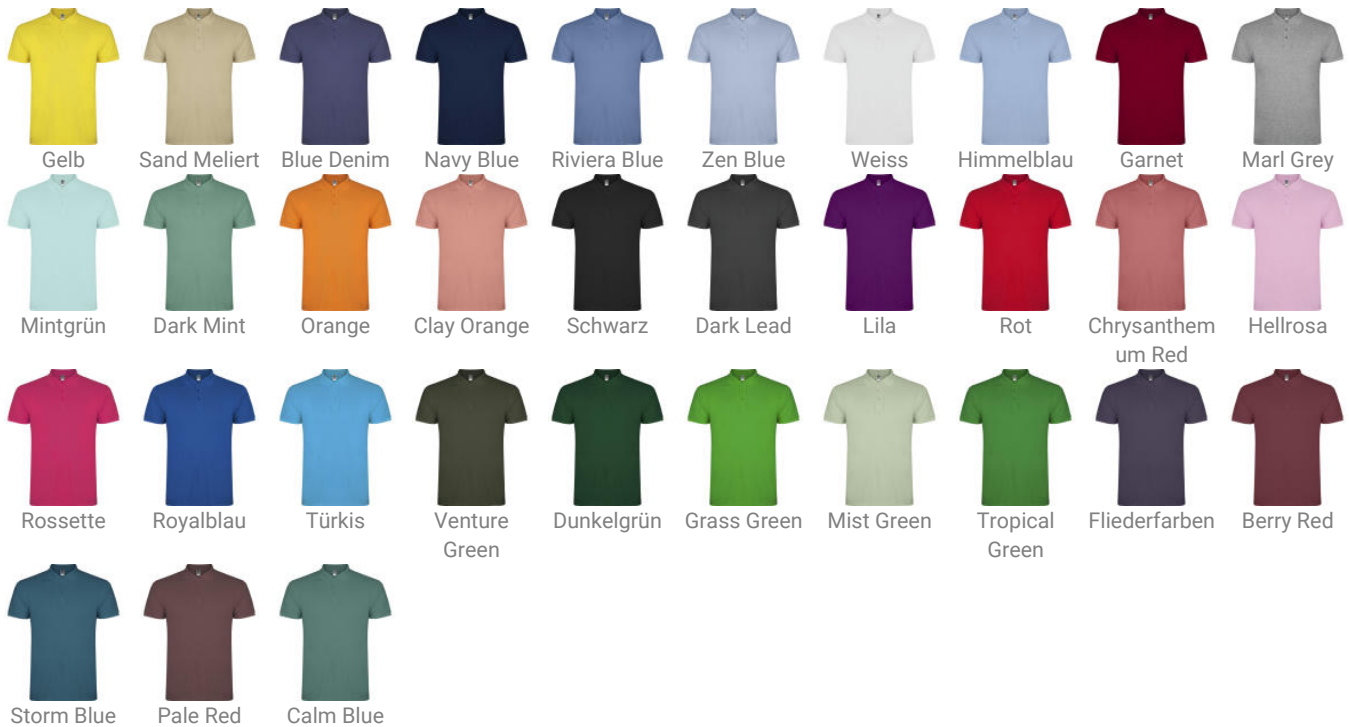 Gelb Sand Meliert Blue Denim Navy Blue Riviera Blue Zen Blue Weiss Himmelblau Garnet Marl Grey
Mintgrün Dark Mint Orange Clay Orange Schwarz Dark Lead Lila Rot Chrysanthem Hellrosa
um Red
Rossette Royalblau Türkis Venture Dunkelgrün Grass Green Mist Green Tropical Fliederfarben Berry Red
Green Green
Storm Blue Pale Red Calm Blue